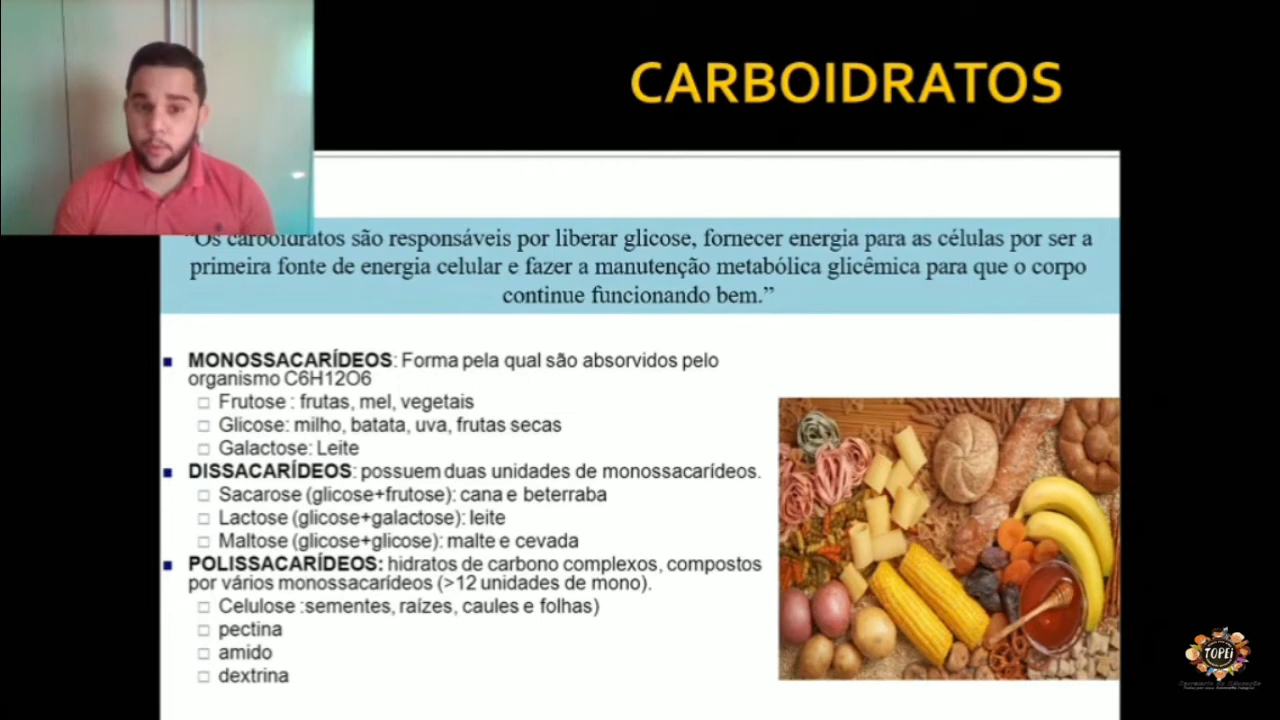 CARBOIDRATOS
“Os carboidratos são responsáveis por liberar glicose, fornecer energia para as células por ser a
primeira fonte de energia celular e fazer a manutenção metabólica glicêmica para que o corpo
continue funcionando bem.”
■ MONOSSACARÍDEOS: Forma pela qual são absorvidos pelo
organismo C6H12O6
□ Frutose : frutas, mel, vegetais
□ Glicose: milho, batata, uva, frutas secas
□ Galactose: Leite
■ DISSACARÍDEOS: possuem duas unidades de monossacarídeos.
□ Sacarose (glicose+frutose): cana e beterraba
□ Lactose (glicose+galactose): leite
□ Maltose (glicose+glicose): malte e cevada
■ POLISSACARÍDEOS: hidratos de carbono complexos, compostos
por vários monossacarídeos (>12 unidades de mono).
□ Celulose :sementes, raízes, caules e folhas)
□ pectina
□ amido
□ dextrina
TOPEi